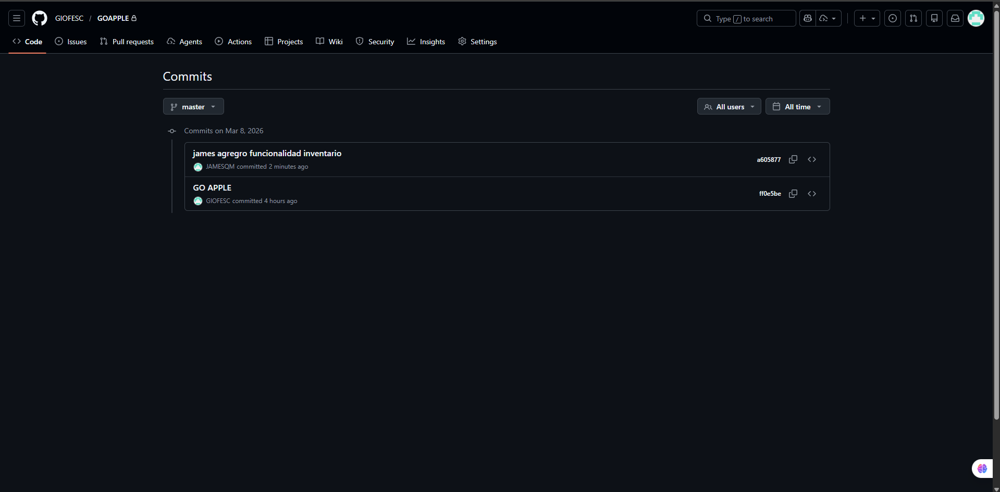 GIOFESC / GOAPPLE
Type / to search
Code Issues Pull requests Agents Actions Projects Wiki Security Insights Settings
Commits
master All users All time
Commits on Mar 8, 2026
james agregro funcionalidad inventario
a605877
JAMESQM committed 2 minutes ago
GO APPLE
ff0e5be
GIOFESC committed 4 hours ago